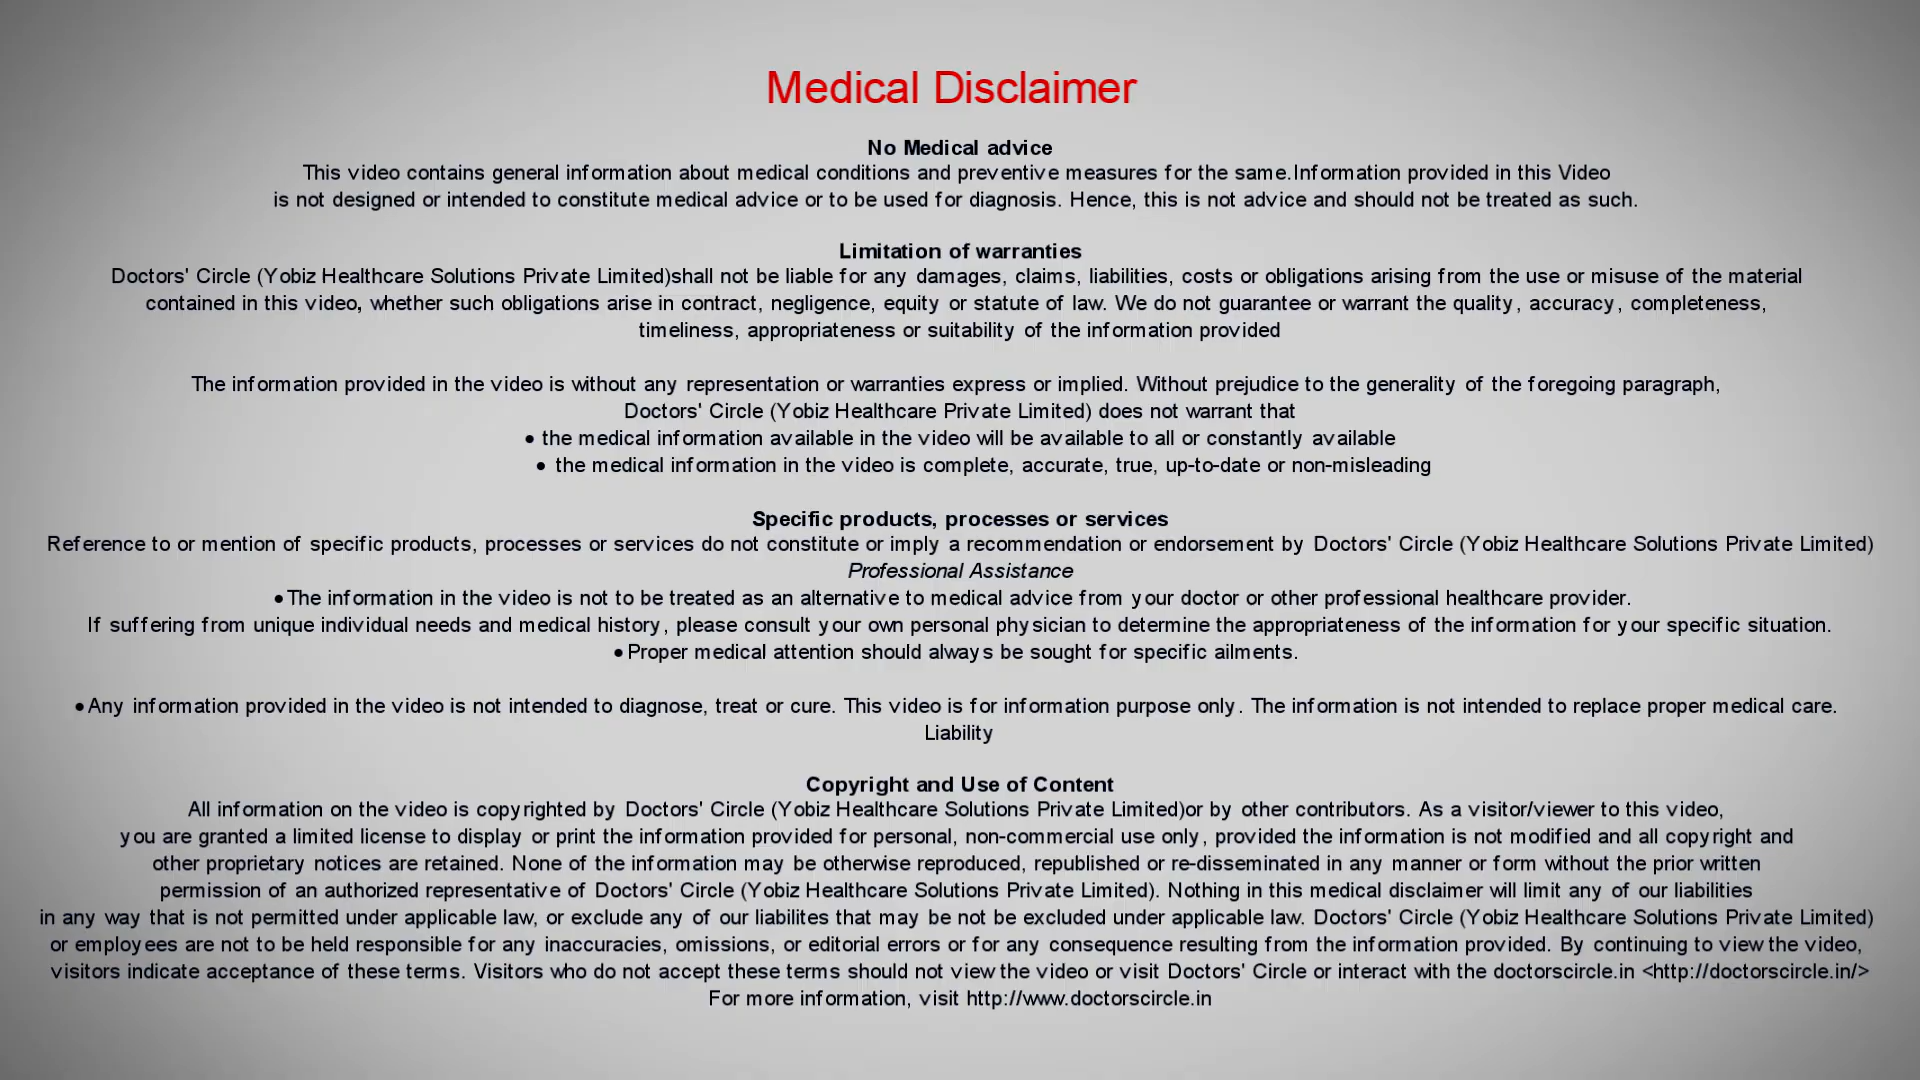 Medical Disclaimer
No Medical advice
This video contains general information about medical conditions and preventive measures for the same.Information provided in this Video
is not designed or intended to constitute medical advice or to be used for diagnosis. Hence, this is not advice and should not be treated as such.
Limitation of warranties
Doctors' Circle (Yobiz Healthcare Solutions Private Limited)shall not be liable for any damages, claims, liabilities, costs or obligations arising from the use or misuse of the material
contained in this video, whether such obligations arise in contract, negligence, equity or statute of law. We do not guarantee or warrant the quality, accuracy, completeness,
timeliness, appropriateness or suitability of the information provided
The information provided in the video is without any representation or warranties express or implied. Without prejudice to the generality of the foregoing paragraph,
Doctors' Circle (Yobiz Healthcare Private Limited) does not warrant that
• the medical information available in the video will be available to all or constantly available
• the medical information in the video is complete, accurate, true, up-to-date or non-misleading
Specific products, processes or services
Reference to or mention of specific products, processes or services do not constitute or imply a recommendation or endorsement by Doctors' Circle (Yobiz Healthcare Solutions Private Limited)
Professional Assistance
•The information in the video is not to be treated as an alternative to medical advice from your doctor or other professional healthcare provider.
If suffering from unique individual needs and medical history, please consult your own personal physician to determine the appropriateness of the information for your specific situation.
•Proper medical attention should always be sought for specific ailments.
•Any information provided in the video is not intended to diagnose, treat or cure. This video is for information purpose only. The information is not intended to replace proper medical care.
Liability
Copyright and Use of Content
All information on the video is copyrighted by Doctors' Circle (Yobiz Healthcare Solutions Private Limited)or by other contributors. As a visitor/viewer to this video,
you are granted a limited license to display or print the information provided for personal, non-commercial use only, provided the information is not modified and all copyright and
other proprietary notices are retained. None of the information may be otherwise reproduced, republished or re-disseminated in any manner or form without the prior written
permission of an authorized representative of Doctors' Circle (Yobiz Healthcare Solutions Private Limited). Nothing in this medical disclaimer will limit any of our liabilities
in any way that is not permitted under applicable law, or exclude any of our liabilites that may be not be excluded under applicable law. Doctors' Circle (Yobiz Healthcare Solutions Private Limited)
or employees are not to be held responsible for any inaccuracies, omissions, or editorial errors or for any consequence resulting from the information provided. By continuing to view the video,
visitors indicate acceptance of these terms. Visitors who do not accept these terms should not view the video or visit Doctors' Circle or interact with the doctorscircle.in <http://doctorscircle.in/>
For more information, visit http://www.doctorscircle.in